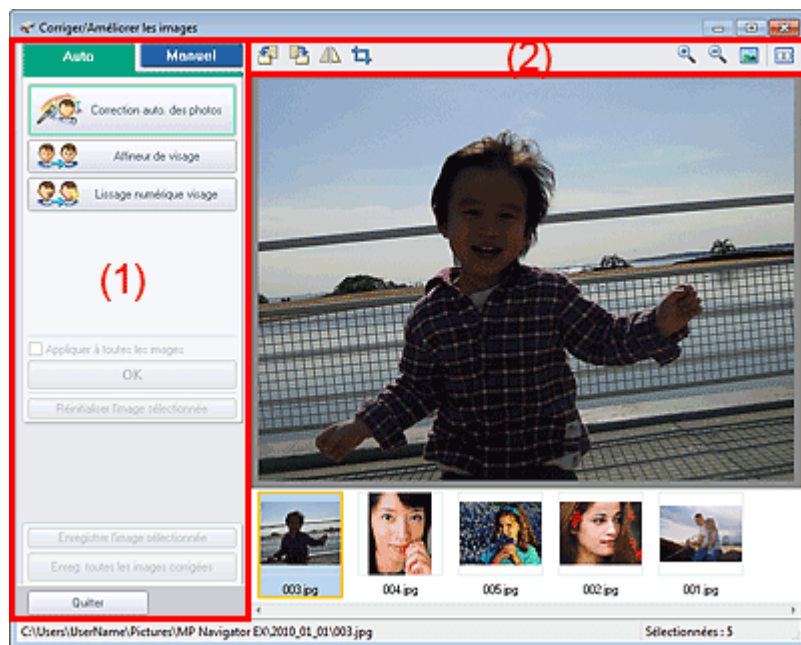 Corriger/Améliorer les images
Auto
Manuel
(2)
Correction auto. des photos
Affineur de visage
Lissage numérique visage
(1)
Appliquer à toutes les images
OK
Réinitialiser l'image sélectionnée
Enregistrer l'image sélectionnée
Enreg. toutes les images corrigées
Quitter
003.jpg
004.jpg
005.jpg
002.jpg
001.jpg
C:\Users\UserName\Pictures\MP Navigator EX\2010_01_01\003.jpg
Sélectionnées : 5